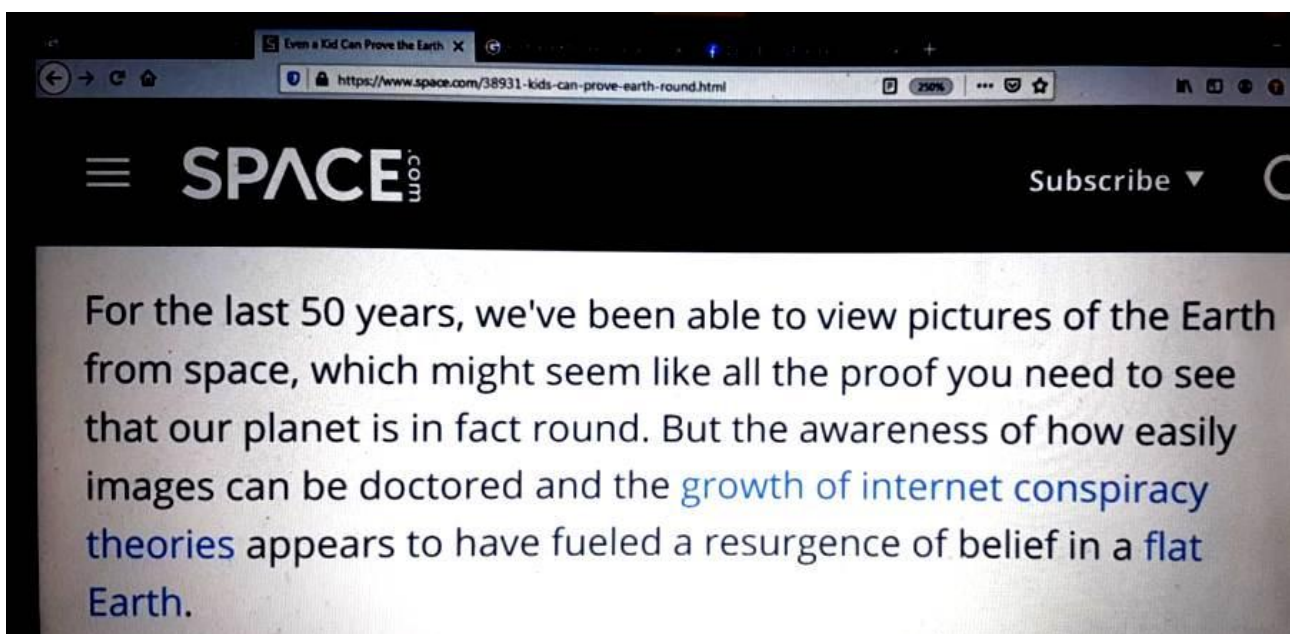 Even a Kid Can Prove the Earth
https://www.space.com/38931-kids-can-prove-earth-round.html
250%
SPACE.com
Subscribe
For the last 50 years, we've been able to view pictures of the Earth
from space, which might seem like all the proof you need to see
that our planet is in fact round. But the awareness of how easily
images can be doctored and the growth of internet conspiracy
theories appears to have fueled a resurgence of belief in a flat
Earth.